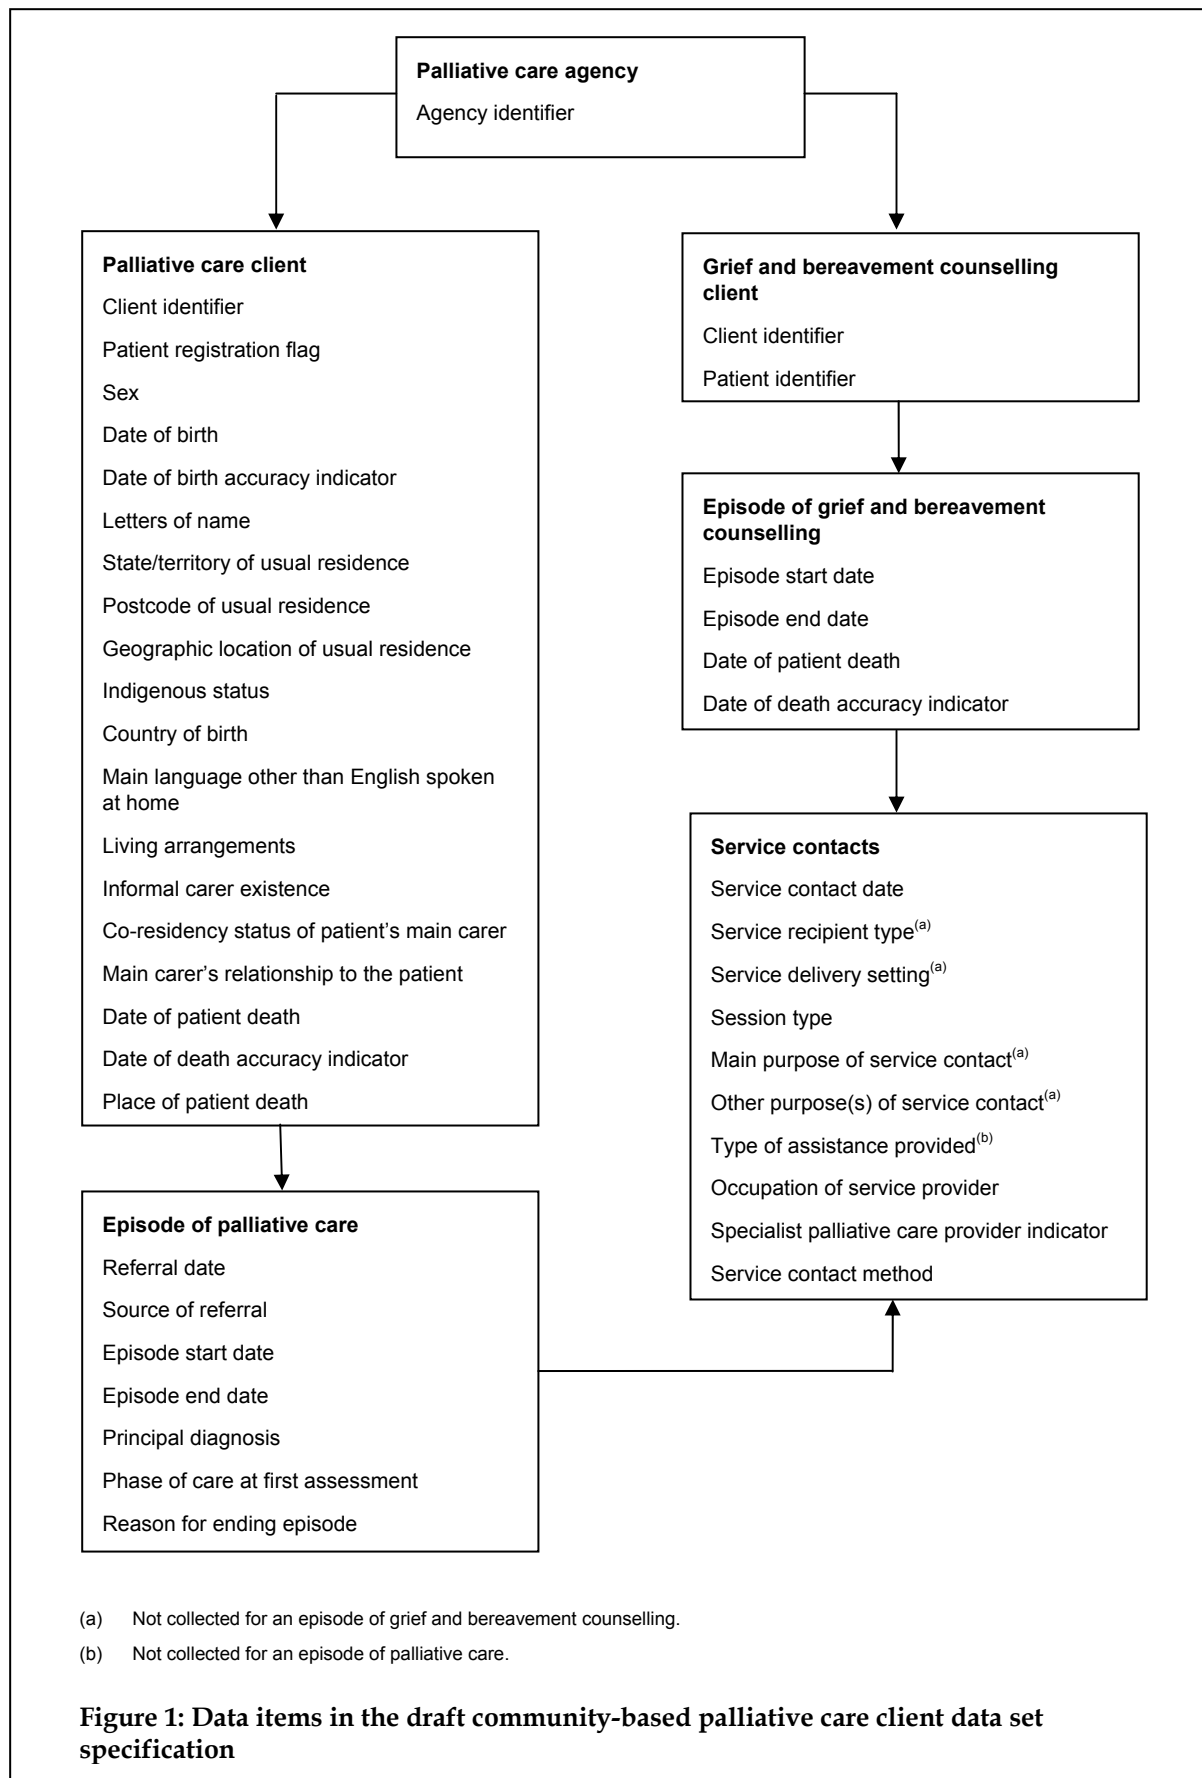 Palliative care agency
Agency identifier
Palliative care client
Client identifier
Patient registration flag
Sex
Date of birth
Date of birth accuracy indicator
Letters of name
State/territory of usual residence
Postcode of usual residence
Geographic location of usual residence
Indigenous status
Country of birth
Main language other than English spoken
at home
Living arrangements
Informal carer existence
Co-residency status of patient's main carer
Main carer's relationship to the patient
Date of patient death
Date of death accuracy indicator
Place of patient death
Episode of palliative care
Referral date
Source of referral
Episode start date
Episode end date
Principal diagnosis
Phase of care at first assessment
Reason for ending episode
Grief and bereavement counselling
client
Client identifier
Patient identifier
Episode of grief and bereavement
counselling
Episode start date
Episode end date
Date of patient death
Date of death accuracy indicator
Service contacts
Service contact date
Service recipient type(a)
Service delivery setting(a)
Session type
Main purpose of service contact(a)
Other purpose(s) of service contact(a)
Type of assistance provided(b)
Occupation of service provider
Specialist palliative care provider indicator
Service contact method
(a) Not collected for an episode of grief and bereavement counselling.
(b) Not collected for an episode of palliative care.
Figure 1: Data items in the draft community-based palliative care client data set
specification